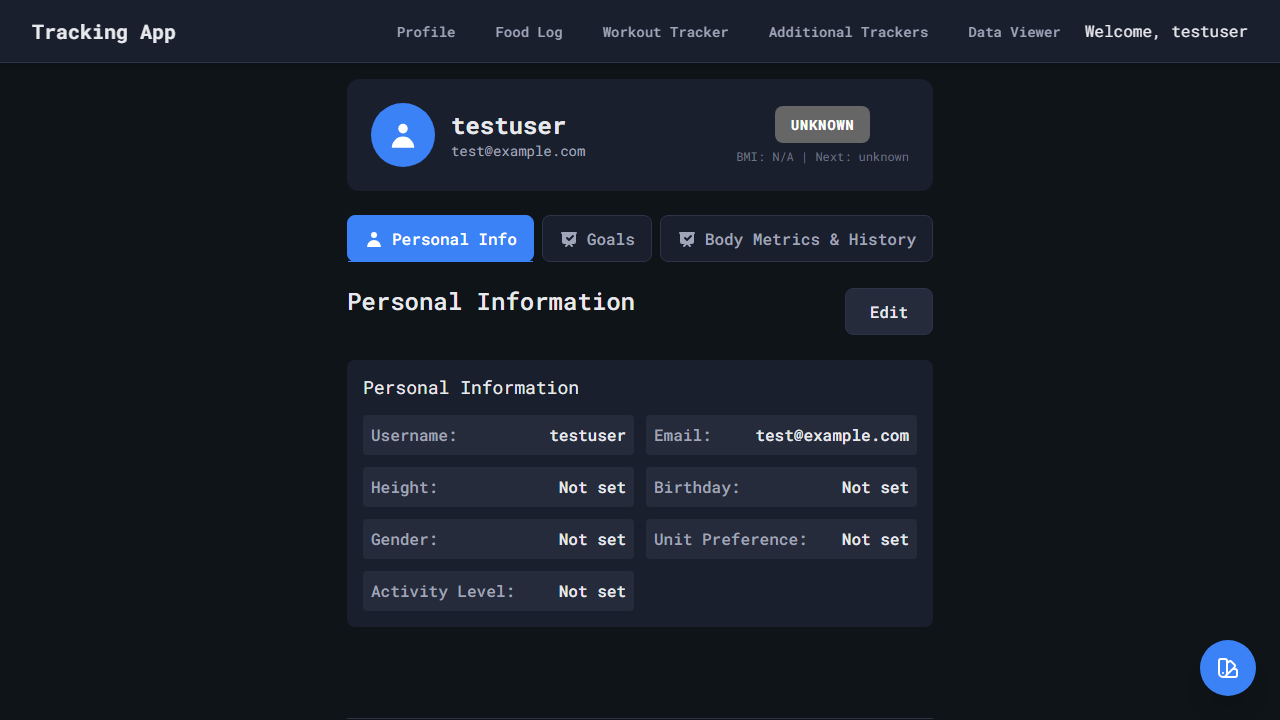 Tracking App
Profile
Food Log
Workout Tracker
Additional Trackers
Data Viewer
Welcome, testuser
testuser
test@example.com
UNKNOWN
BMI: N/A | Next: unknown
Personal Info
Goals
Body Metrics & History
Personal Information
Edit
Personal Information
Username: testuser
Email: test@example.com
Height: Not set
Birthday: Not set
Gender: Not set
Unit Preference: Not set
Activity Level: Not set